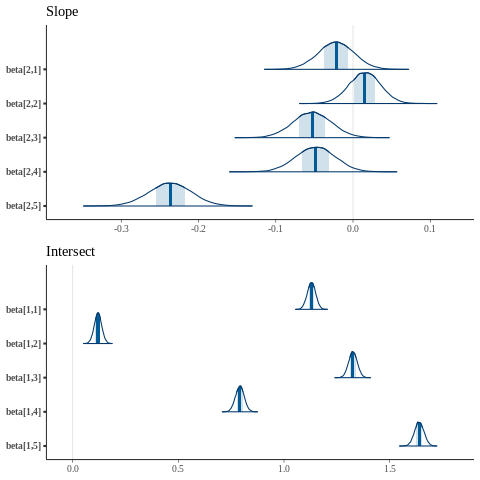 Slope
beta[2,1]
beta[2,2]
beta[2,3]
beta[2,4]
beta[2,5]
-0.3 -0.2 -0.1 0.0 0.1
Intersect
beta[1,1]
beta[1,2]
beta[1,3]
beta[1,4]
beta[1,5]
0.0 0.5 1.0 1.5